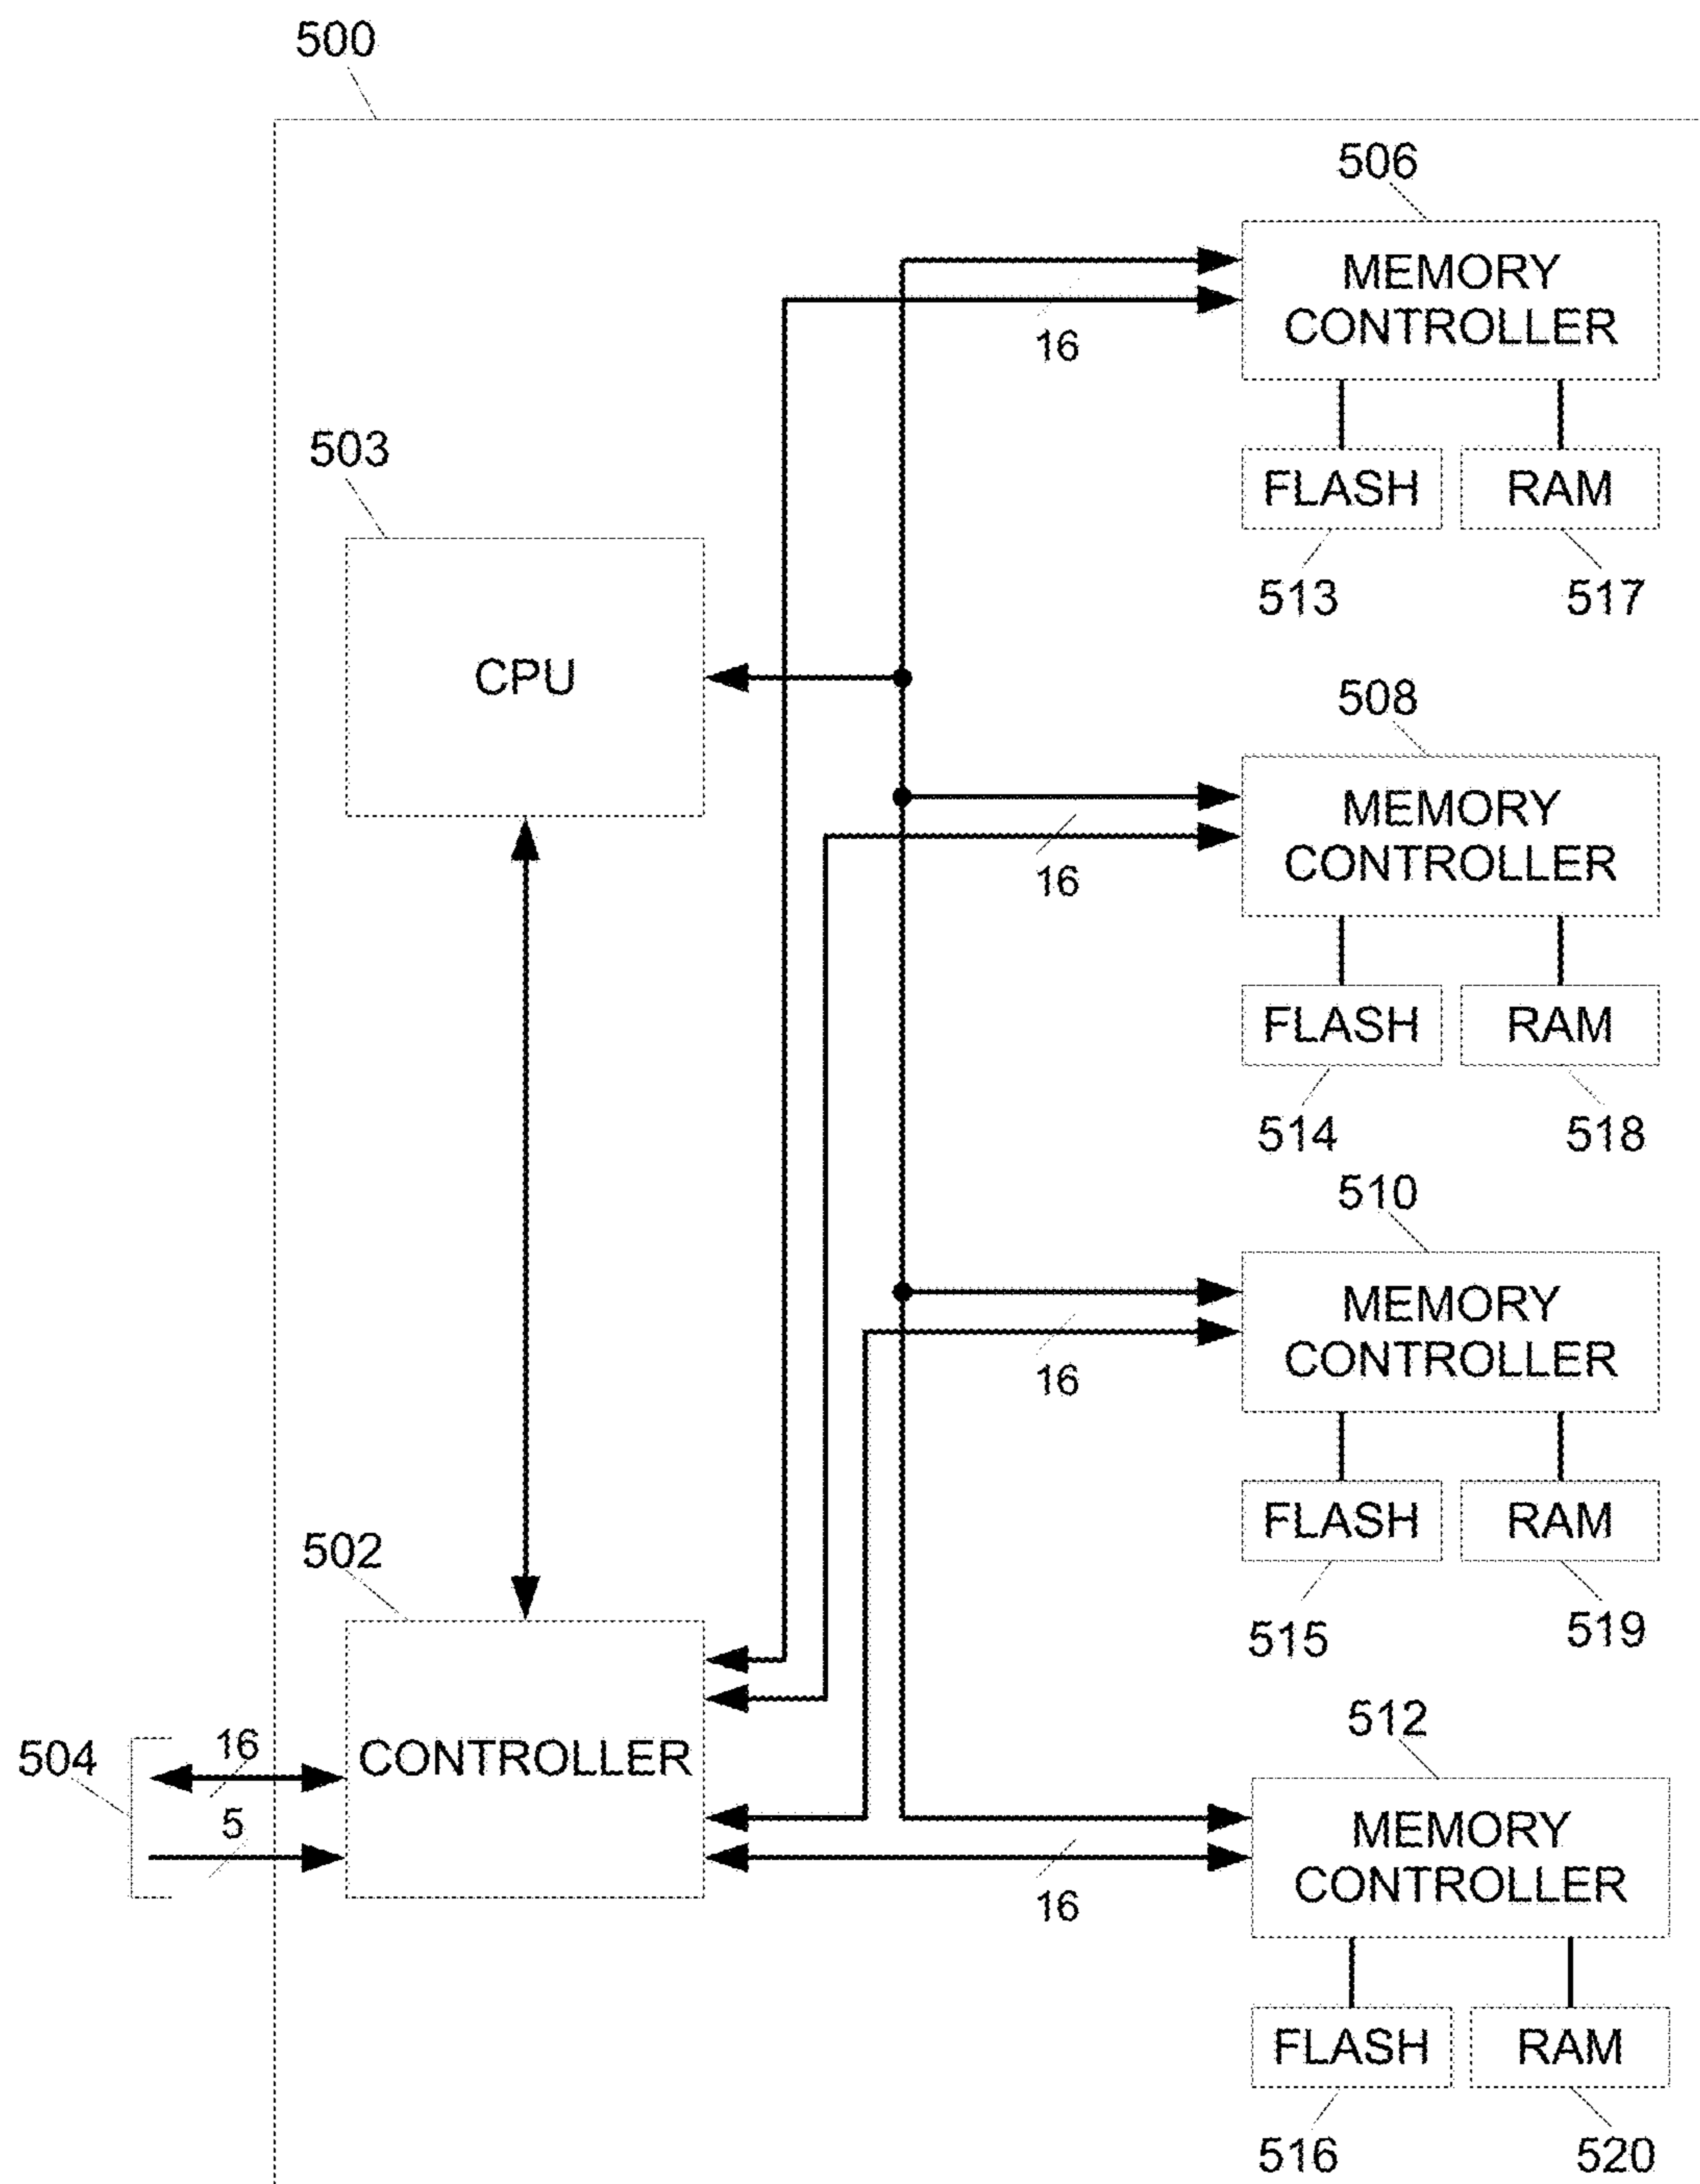 500
506
MEMORY
CONTROLLER
16
503
FLASH
RAM
513
517
CPU
508
MEMORY
CONTROLLER
16
FLASH
RAM
514
518
510
MEMORY
CONTROLLER
16
FLASH
RAM
502
515
519
512
504
16
CONTROLLER
5
MEMORY
CONTROLLER
16
FLASH
RAM
516
520